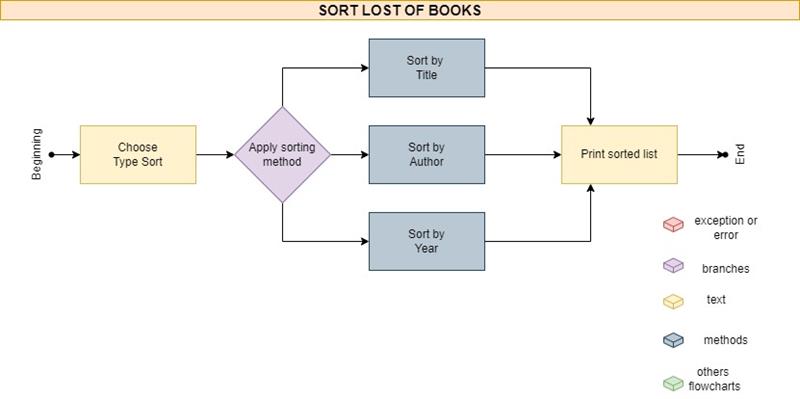 SORT LOST OF BOOKS
Beginning
Choose
Type Sort
Apply sorting
method
Sort by
Title
Sort by
Author
Sort by
Year
Print sorted list
End
exception or
error
branches
text
methods
others
flowcharts